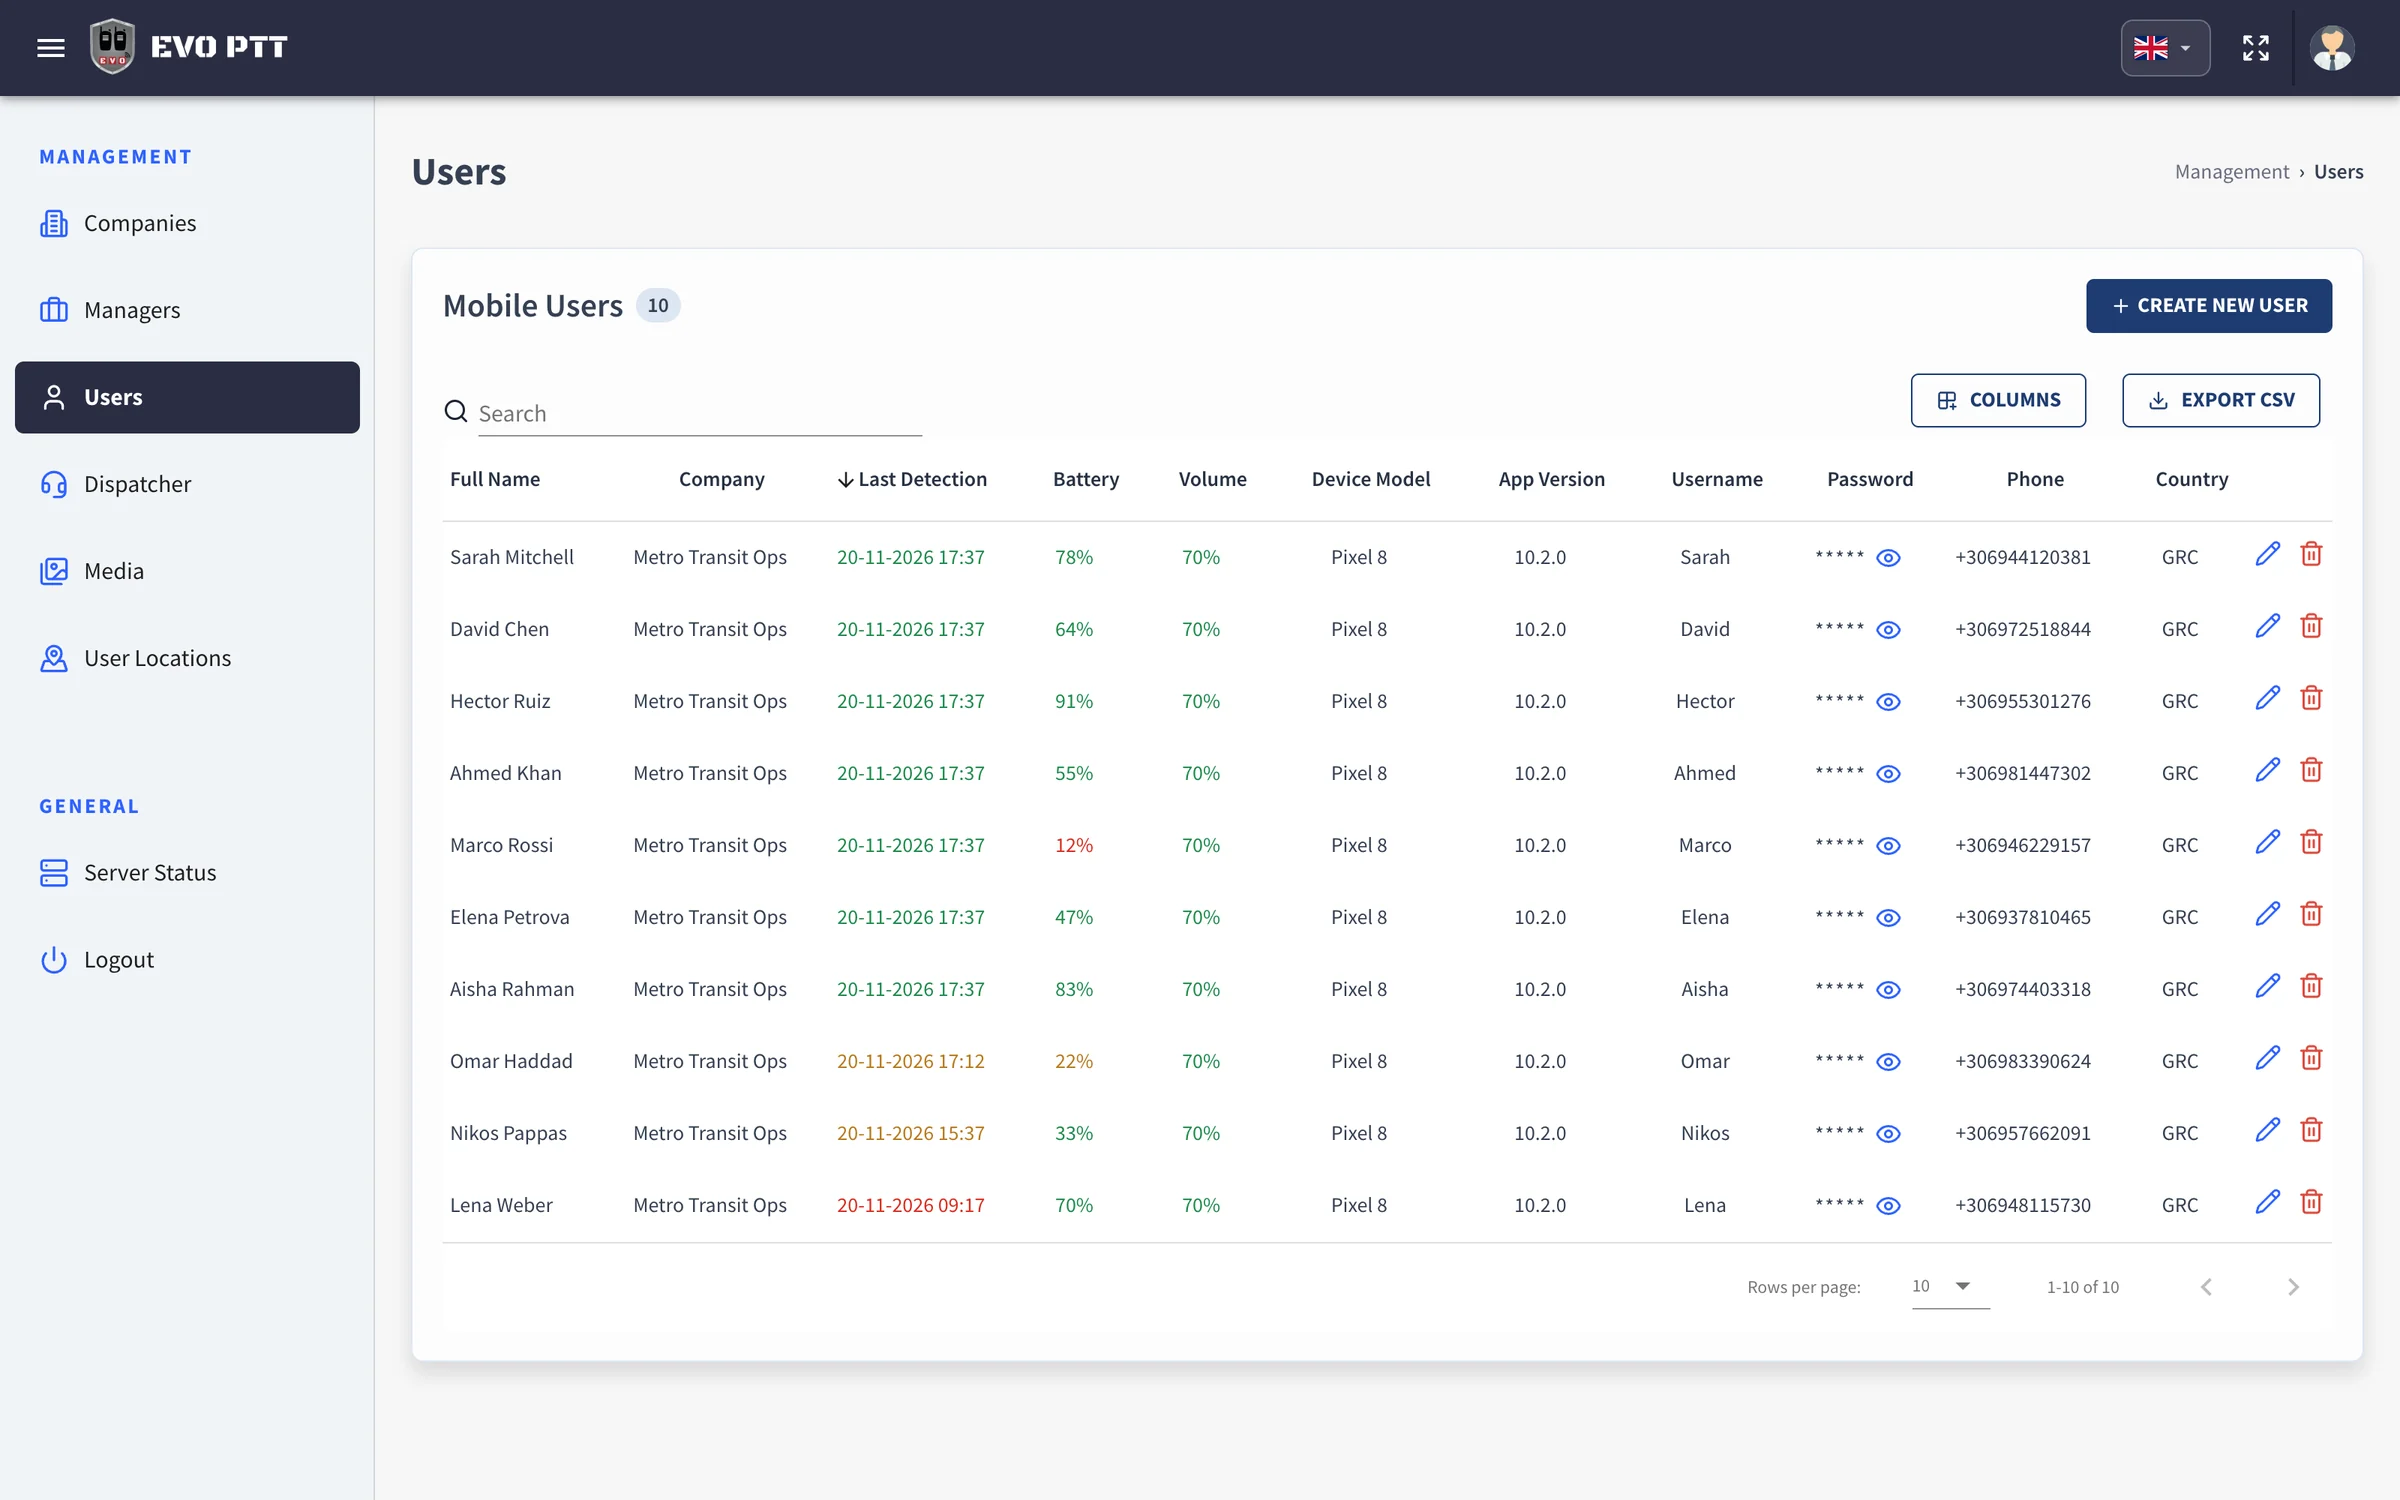 EVO PTT
EVO
MANAGEMENT
Companies
Managers
Users
Dispatcher
Media
User Locations
GENERAL
Server Status
Logout
Users
Management › Users
Mobile Users 10
+ CREATE NEW USER
Search
COLUMNS
EXPORT CSV
Full Name Company ↓ Last Detection Battery Volume Device Model App Version Username Password Phone Country
Sarah Mitchell Metro Transit Ops 20-11-2026 17:37 78% 70% Pixel 8 10.2.0 Sarah ***** +306944120381 GRC
David Chen Metro Transit Ops 20-11-2026 17:37 64% 70% Pixel 8 10.2.0 David ***** +306972518844 GRC
Hector Ruiz Metro Transit Ops 20-11-2026 17:37 91% 70% Pixel 8 10.2.0 Hector ***** +306955301276 GRC
Ahmed Khan Metro Transit Ops 20-11-2026 17:37 55% 70% Pixel 8 10.2.0 Ahmed ***** +306981447302 GRC
Marco Rossi Metro Transit Ops 20-11-2026 17:37 12% 70% Pixel 8 10.2.0 Marco ***** +306946229157 GRC
Elena Petrova Metro Transit Ops 20-11-2026 17:37 47% 70% Pixel 8 10.2.0 Elena ***** +306937810465 GRC
Aisha Rahman Metro Transit Ops 20-11-2026 17:37 83% 70% Pixel 8 10.2.0 Aisha ***** +306974403318 GRC
Omar Haddad Metro Transit Ops 20-11-2026 17:12 22% 70% Pixel 8 10.2.0 Omar ***** +306983390624 GRC
Nikos Pappas Metro Transit Ops 20-11-2026 15:37 33% 70% Pixel 8 10.2.0 Nikos ***** +306957662091 GRC
Lena Weber Metro Transit Ops 20-11-2026 09:17 70% 70% Pixel 8 10.2.0 Lena ***** +306948115730 GRC
Rows per page: 10 1-10 of 10